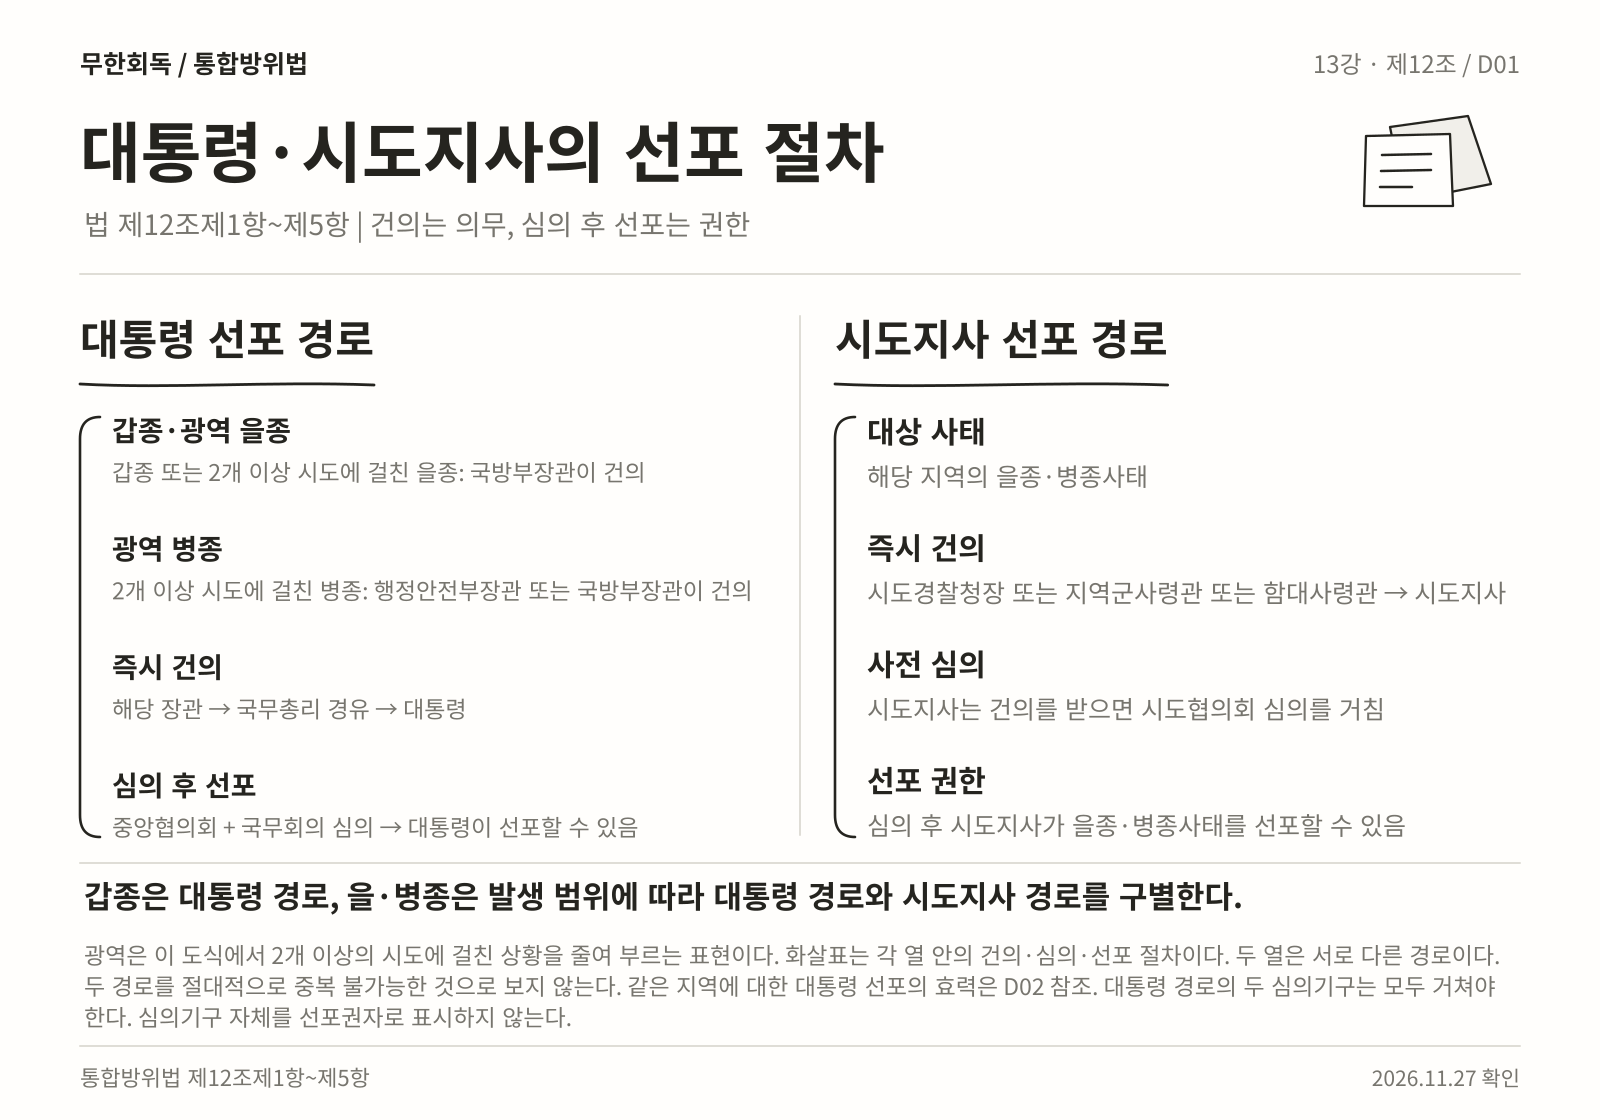 무한회독 / 통합방위법
13강 · 제12조 / D01
대통령·시도지사의 선포 절차
법 제12조제1항~제5항 | 건의는 의무, 심의 후 선포는 권한
대통령 선포 경로
갑종·광역 을종
갑종 또는 2개 이상 시도에 걸친 을종: 국방부장관이 건의
광역 병종
2개 이상 시도에 걸친 병종: 행정안전부장관 또는 국방부장관이 건의
즉시 건의
해당 장관 → 국무총리 경유 → 대통령
심의 후 선포
중앙협의회 + 국무회의 심의 → 대통령이 선포할 수 있음
시도지사 선포 경로
대상 사태
해당 지역의 을종·병종사태
즉시 건의
시도경찰청장 또는 지역군사령관 또는 함대사령관 → 시도지사
사전 심의
시도지사는 건의를 받으면 시도협의회 심의를 거침
선포 권한
심의 후 시도지사가 을종·병종사태를 선포할 수 있음
갑종은 대통령 경로, 을·병종은 발생 범위에 따라 대통령 경로와 시도지사 경로를 구별한다.
광역은 이 도식에서 2개 이상의 시도에 걸친 상황을 줄여 부르는 표현이다. 화살표는 각 열 안의 건의·심의·선포 절차이다. 두 열은 서로 다른 경로이다.
두 경로를 절대적으로 중복 불가능한 것으로 보지 않는다. 같은 지역에 대한 대통령 선포의 효력은 D02 참조. 대통령 경로의 두 심의기구는 모두 거쳐야
한다. 심의기구 자체를 선포권자로 표시하지 않는다.
통합방위법 제12조제1항~제5항
2026.11.27 확인